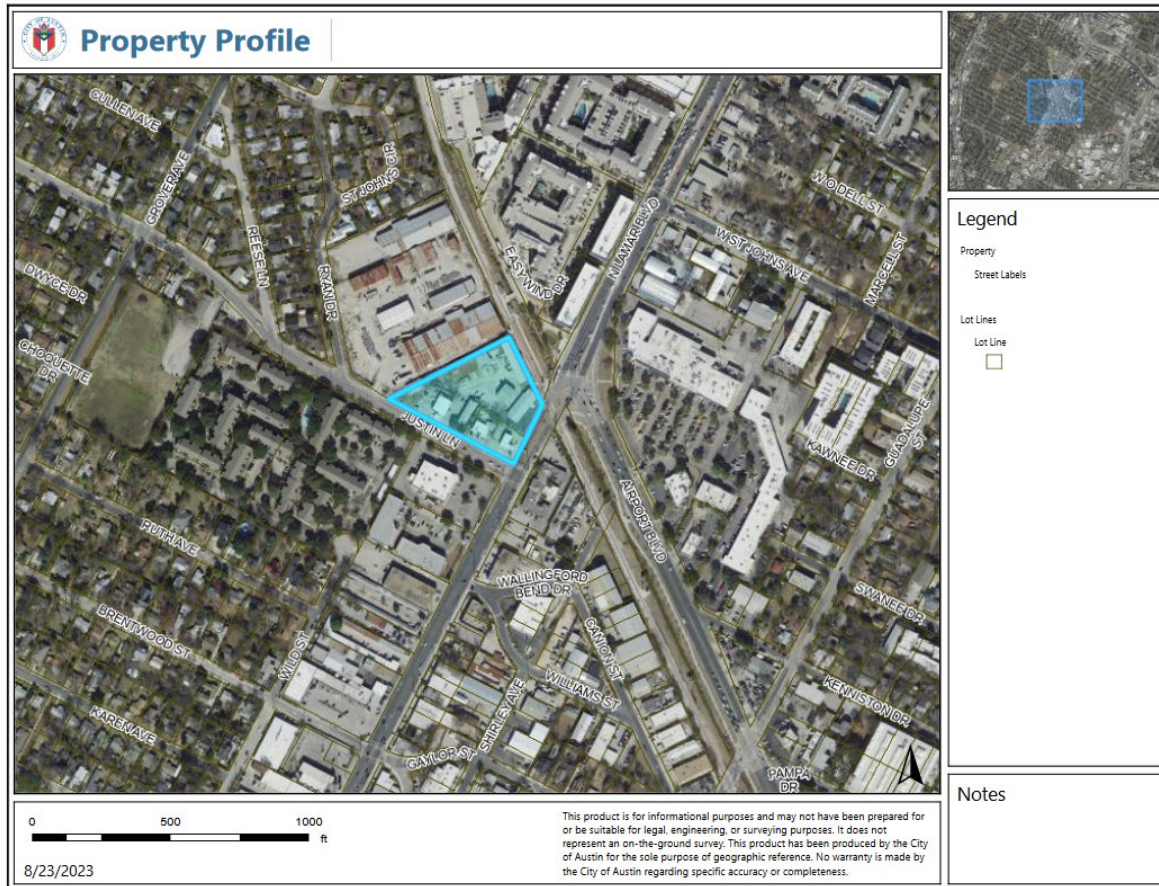 Property Profile
CULLEN AVE
GROVER AVE
ST JOHNS CIR
REESE LN
RYAN DR
DWYCE DR
CHOQUETTE
DR
EASY WIND DR
N LAMAR BLVD
W O DELL ST
W ST JOHNS AVE
MARCELL ST
JUSTIN LN
AIRPORT BLVD
KAWNEE DR
GUADALUPE
ST
RUTH AVE
BRENTWOOD ST
WILD ST
KAREN AVE
WALLINGFORD
BEND DR
CANION ST
WILLIAMS ST
SHIRLEY AVE
GAYLOR ST
SWANEE DR
KENNISTON DR
PAMPA
DR
Legend
Property
Street Labels
Lot Lines
Lot Line
Notes
0 500 1000
ft
8/23/2023
This product is for informational purposes and may not have been prepared for
or be suitable for legal, engineering, or surveying purposes. It does not
represent an on-the-ground survey. This product has been produced by the City
of Austin for the sole purpose of geographic reference. No warranty is made by
the City of Austin regarding specific accuracy or completeness.